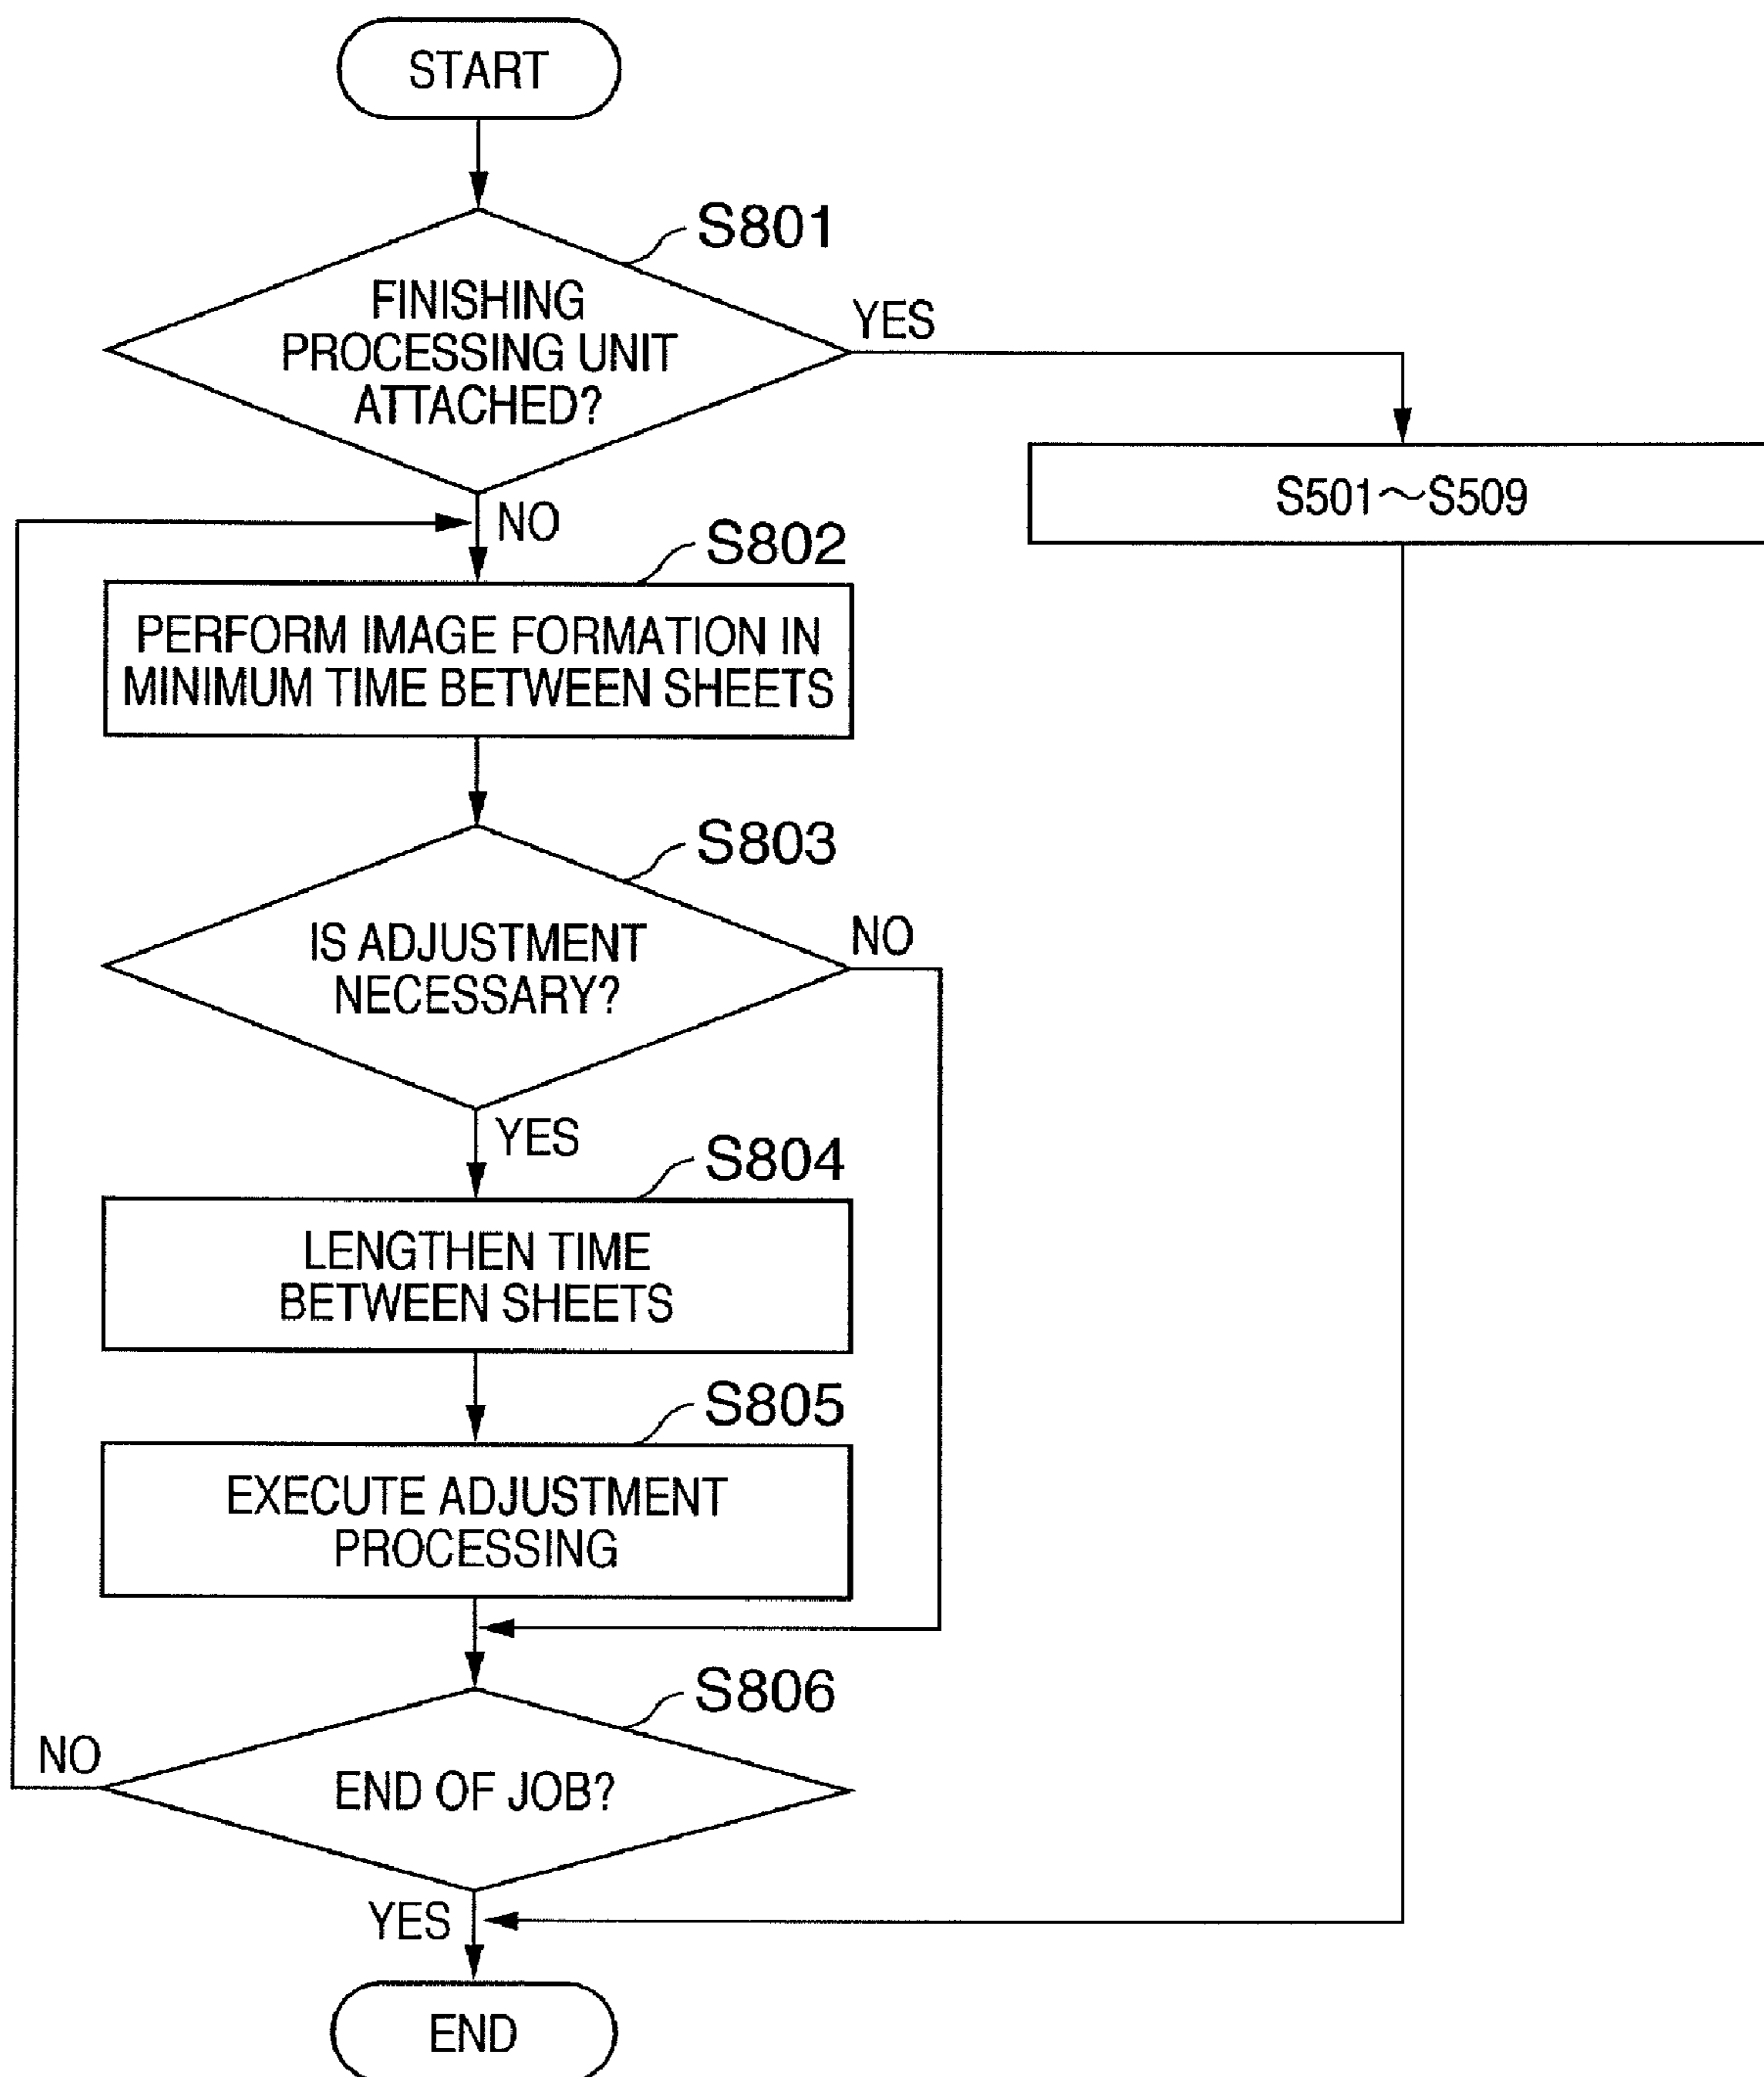 START
S801
FINISHING
PROCESSING UNIT
ATTACHED?
YES
S501~S509
NO
S802
PERFORM IMAGE FORMATION IN
MINIMUM TIME BETWEEN SHEETS
S803
IS ADJUSTMENT
NECESSARY?
NO
YES
S804
LENGTHEN TIME
BETWEEN SHEETS
S805
EXECUTE ADJUSTMENT
PROCESSING
S806
NO
END OF JOB?
YES
END